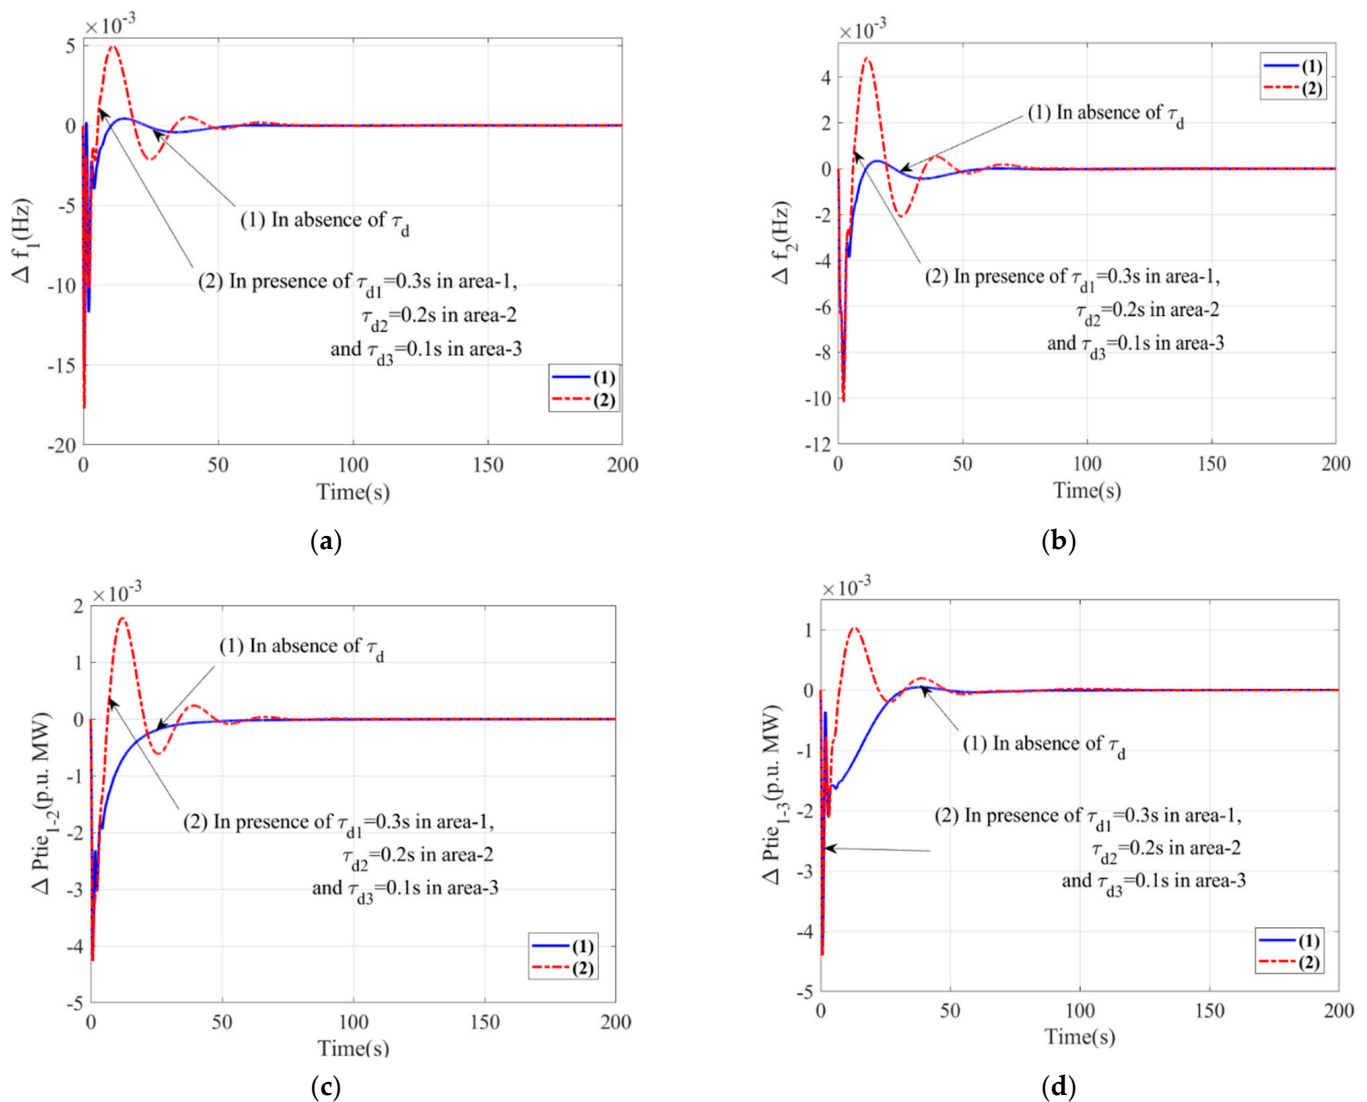 ×10⁻³
5
0
-5
-10
-15
-20
Δ f₁(Hz)
(1) In absence of τd
(2) In presence of τd1=0.3s in area-1,
τd2=0.2s in area-2
and τd3=0.1s in area-3
(1)
(2)
0 50 100 150 200
Time(s)
(a)
×10⁻³
4
2
0
-2
-4
-6
-8
-10
-12
Δ f₂(Hz)
(1)
(2)
(1) In absence of τd
(2) In presence of τd1=0.3s in area-1,
τd2=0.2s in area-2
and τd3=0.1s in area-3
0 50 100 150 200
Time(s)
(b)
×10⁻³
2
1
0
-1
-2
-3
-4
-5
Δ Ptie₁₋₂(p.u. MW)
(1) In absence of τd
(2) In presence of τd1=0.3s in area-1,
τd2=0.2s in area-2
and τd3=0.1s in area-3
(1)
(2)
0 50 100 150 200
Time(s)
(c)
×10⁻³
1
0
-1
-2
-3
-4
-5
Δ Ptie₁₋₃(p.u. MW)
(1) In absence of τd
(2) In presence of τd1=0.3s in area-1,
τd2=0.2s in area-2
and τd3=0.1s in area-3
(1)
(2)
0 50 100 150 200
Time(s)
(d)